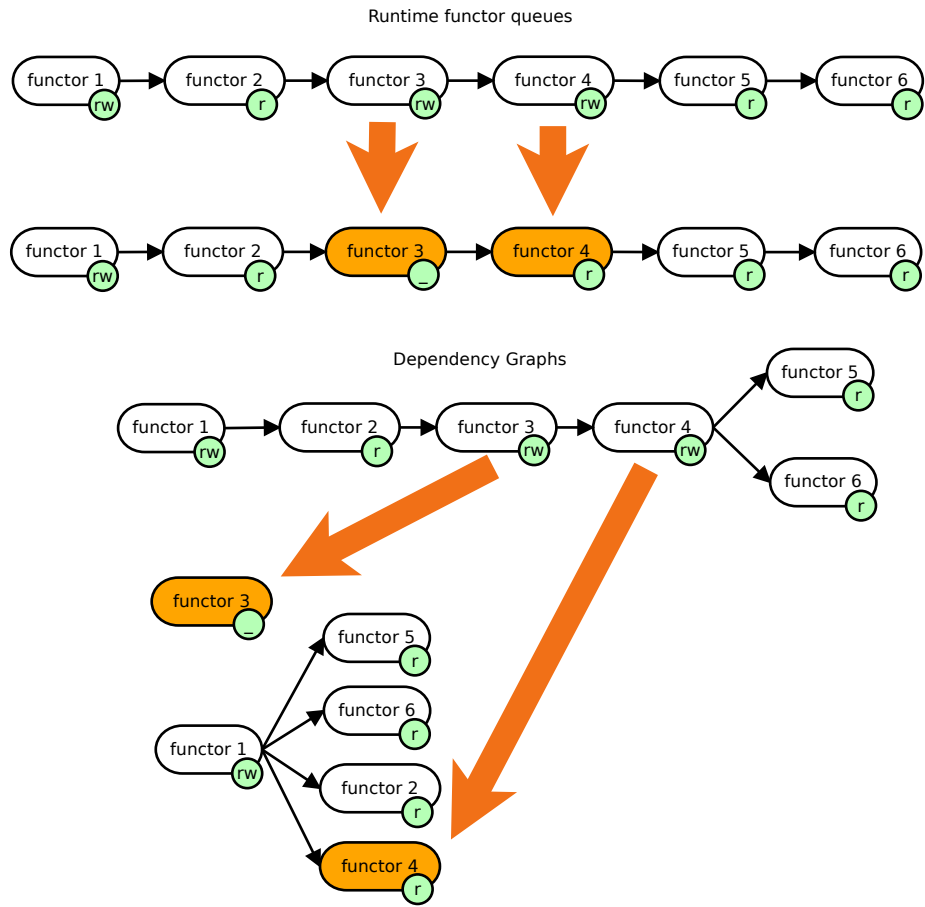 Runtime functor queues
functor 1 functor 2 functor 3 functor 4 functor 5 functor 6
rw r rw rw r r
functor 1 functor 2 functor 3 functor 4 functor 5 functor 6
rw r _ r r r
Dependency Graphs
functor 5
r
functor 1 functor 2 functor 3 functor 4
rw r rw rw
functor 6
r
functor 3
_
functor 5
r
functor 6
r
functor 1
rw
functor 2
r
functor 4
r